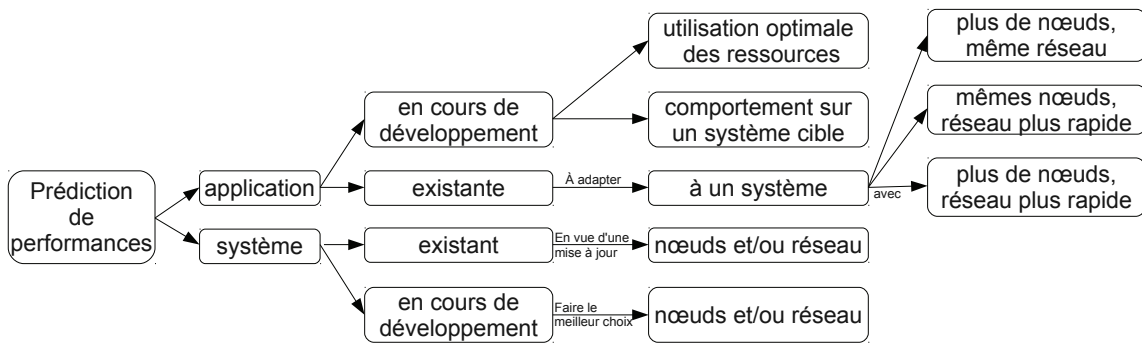 utilisation optimale
des ressources
plus de nœuds,
même réseau
en cours de
développement
comportement sur
un système cible
mêmes nœuds,
réseau plus rapide
Prédiction
de
performances
application
existante
À adapter
à un système
avec
plus de nœuds,
réseau plus rapide
système
existant
En vue d'une
mise à jour
nœuds et/ou réseau
en cours de
développement
Faire le
meilleur choix
nœuds et/ou réseau